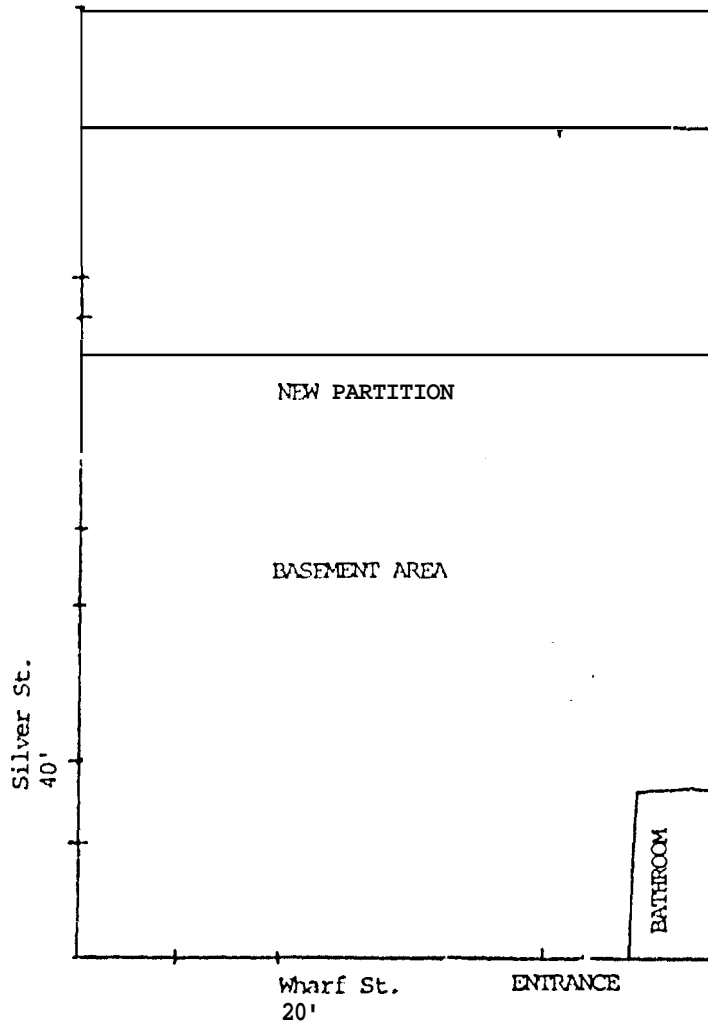 NEW PARTITION
BASEMENT AREA
Silver St.
40'
BATHROOM
Wharf St.
20'
ENTRANCE